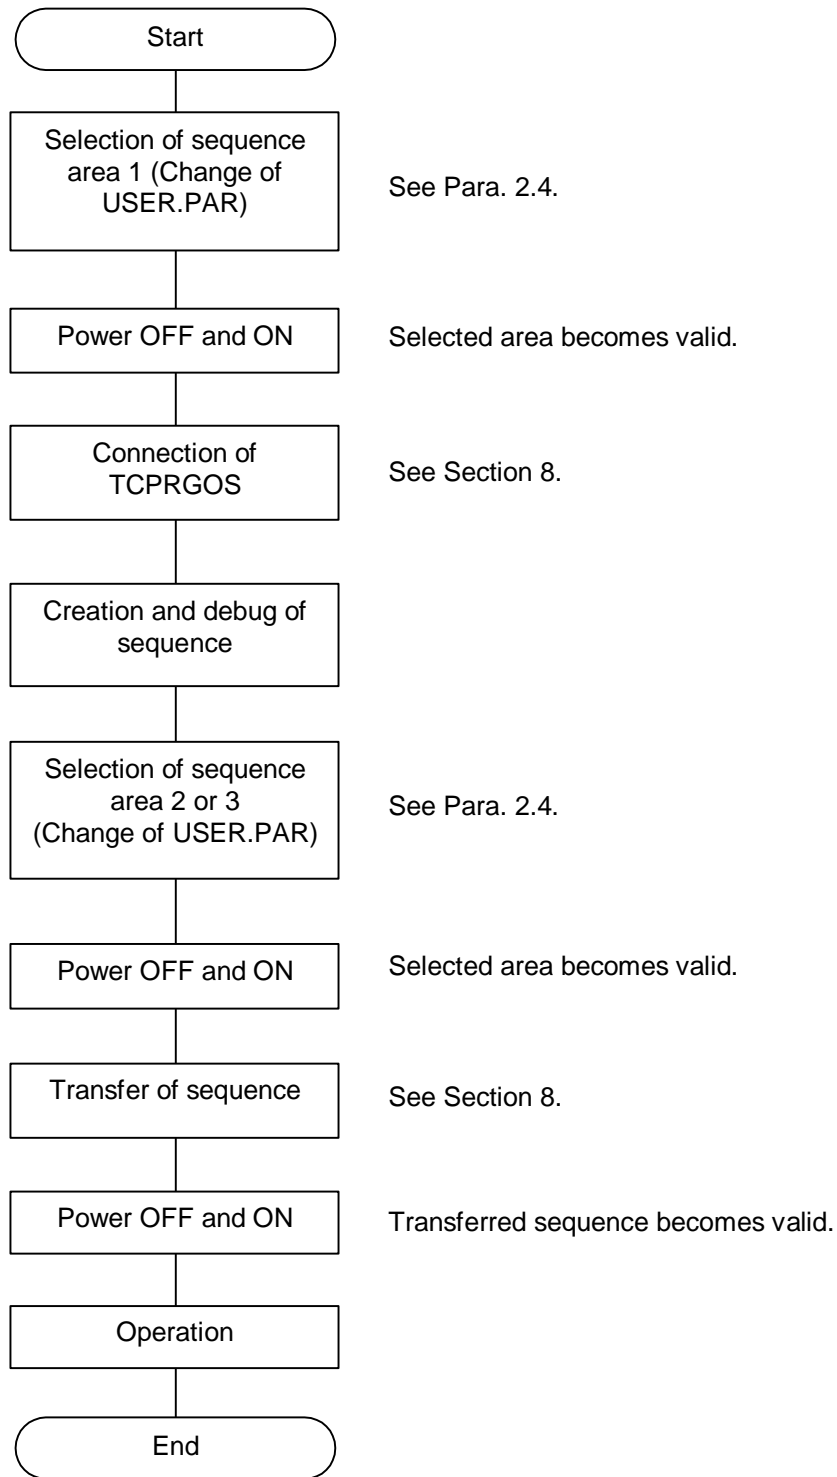 Start
Selection of sequence
area 1 (Change of
USER.PAR)
See Para. 2.4.
Power OFF and ON
Selected area becomes valid.
Connection of
TCPRGOS
See Section 8.
Creation and debug of
sequence
Selection of sequence
area 2 or 3
(Change of USER.PAR)
See Para. 2.4.
Power OFF and ON
Selected area becomes valid.
Transfer of sequence
See Section 8.
Power OFF and ON
Transferred sequence becomes valid.
Operation
End